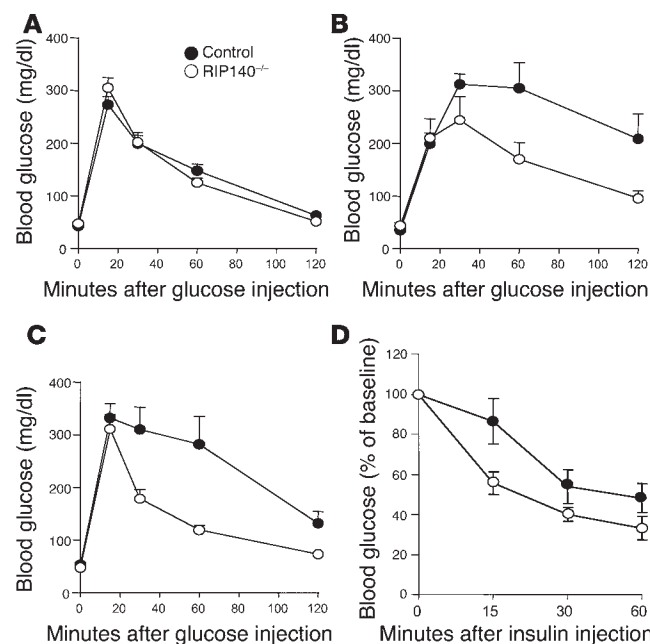 A
Blood glucose (mg/dl)
400
300
200
100
0
0 20 40 60 80 100 120
Minutes after glucose injection
Control
RIP140⁻/⁻
B
Blood glucose (mg/dl)
400
300
200
100
0
0 20 40 60 80 100 120
Minutes after glucose injection
C
Blood glucose (mg/dl)
400
300
200
100
0
0 20 40 60 80 100 120
Minutes after glucose injection
D
Blood glucose (% of baseline)
120
100
80
60
40
20
0
0 15 30 60
Minutes after insulin injection